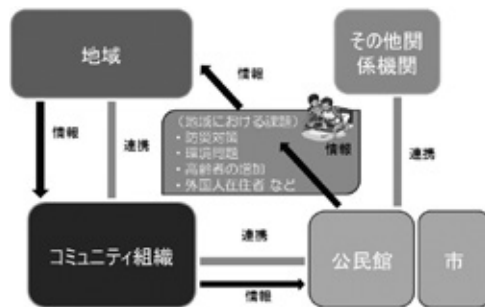 地域
その他関
係機関
情報
(地域における課題)
・防災対策
・環境問題
・高齢者の増加
・外国人在住者 など
情報
情報
連携
連携
コミュニティ組織
連携
情報
公民館
市